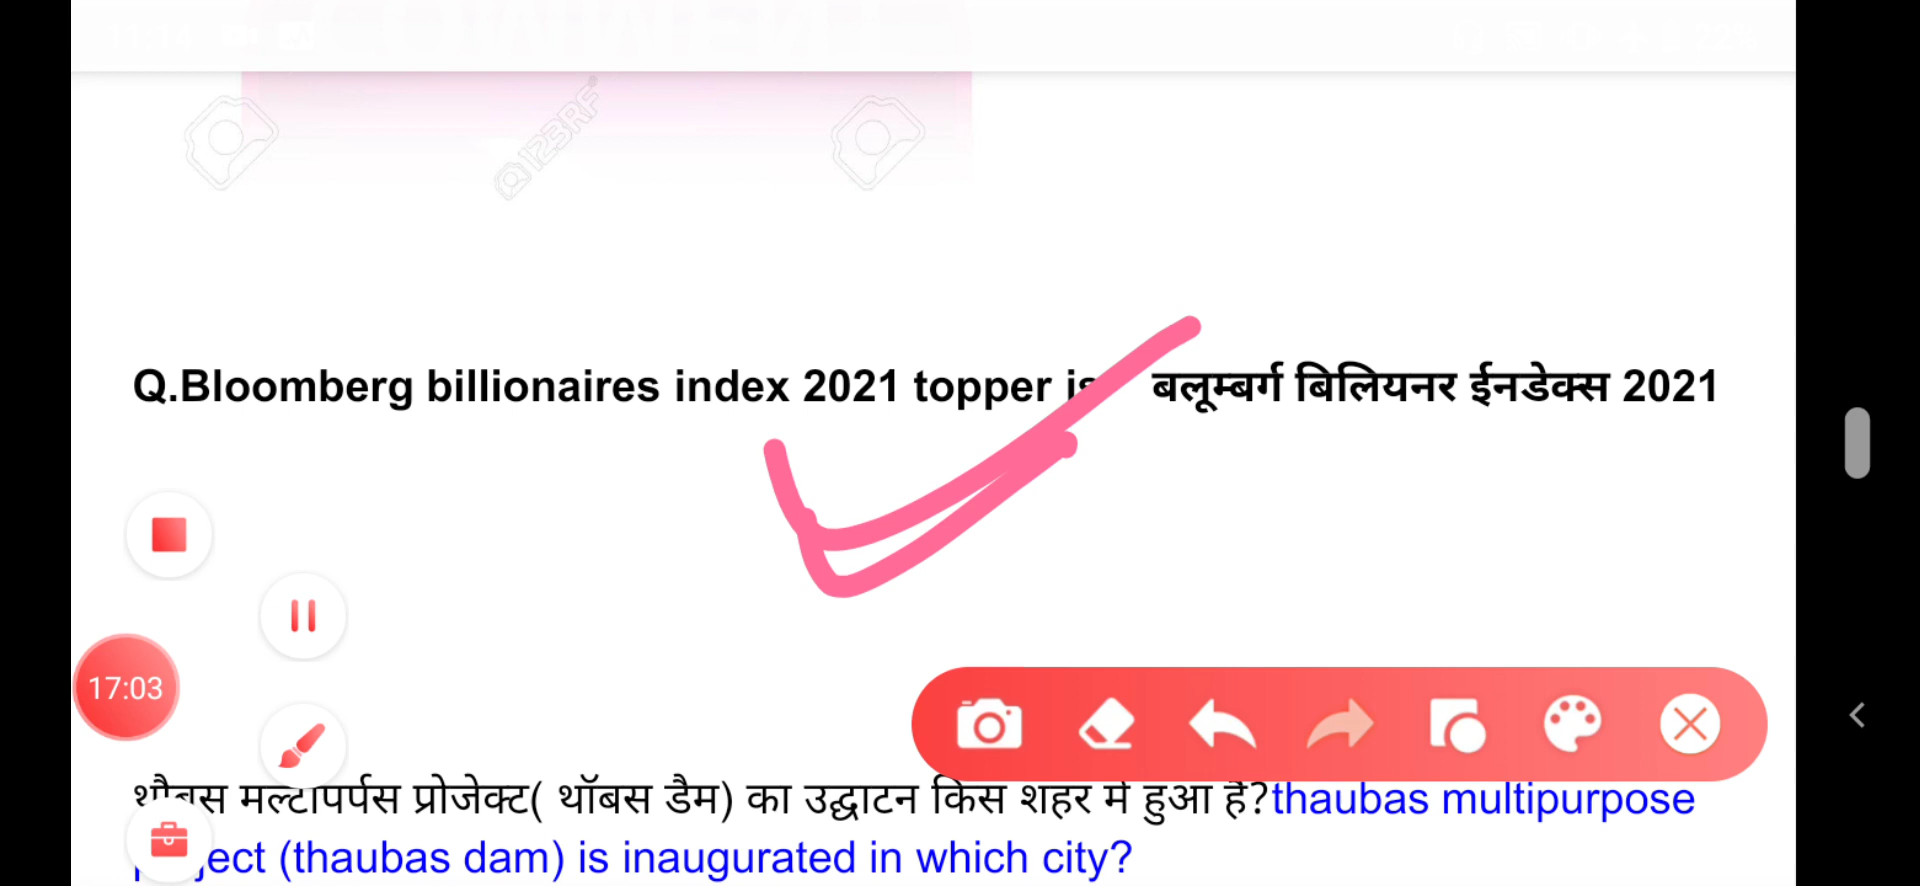 @123RF
Q.Bloomberg billionaires index 2021 topper is बलूम्बर्ग बिलियनर ईनडेक्स 2021
17:03
मल्टीपर्पस प्रोजेक्ट( थॉबस डैम) का उद्घाटन किस शहर में हुआ है?thaubas multipurpose
(thaubas dam) is inaugurated in which city?